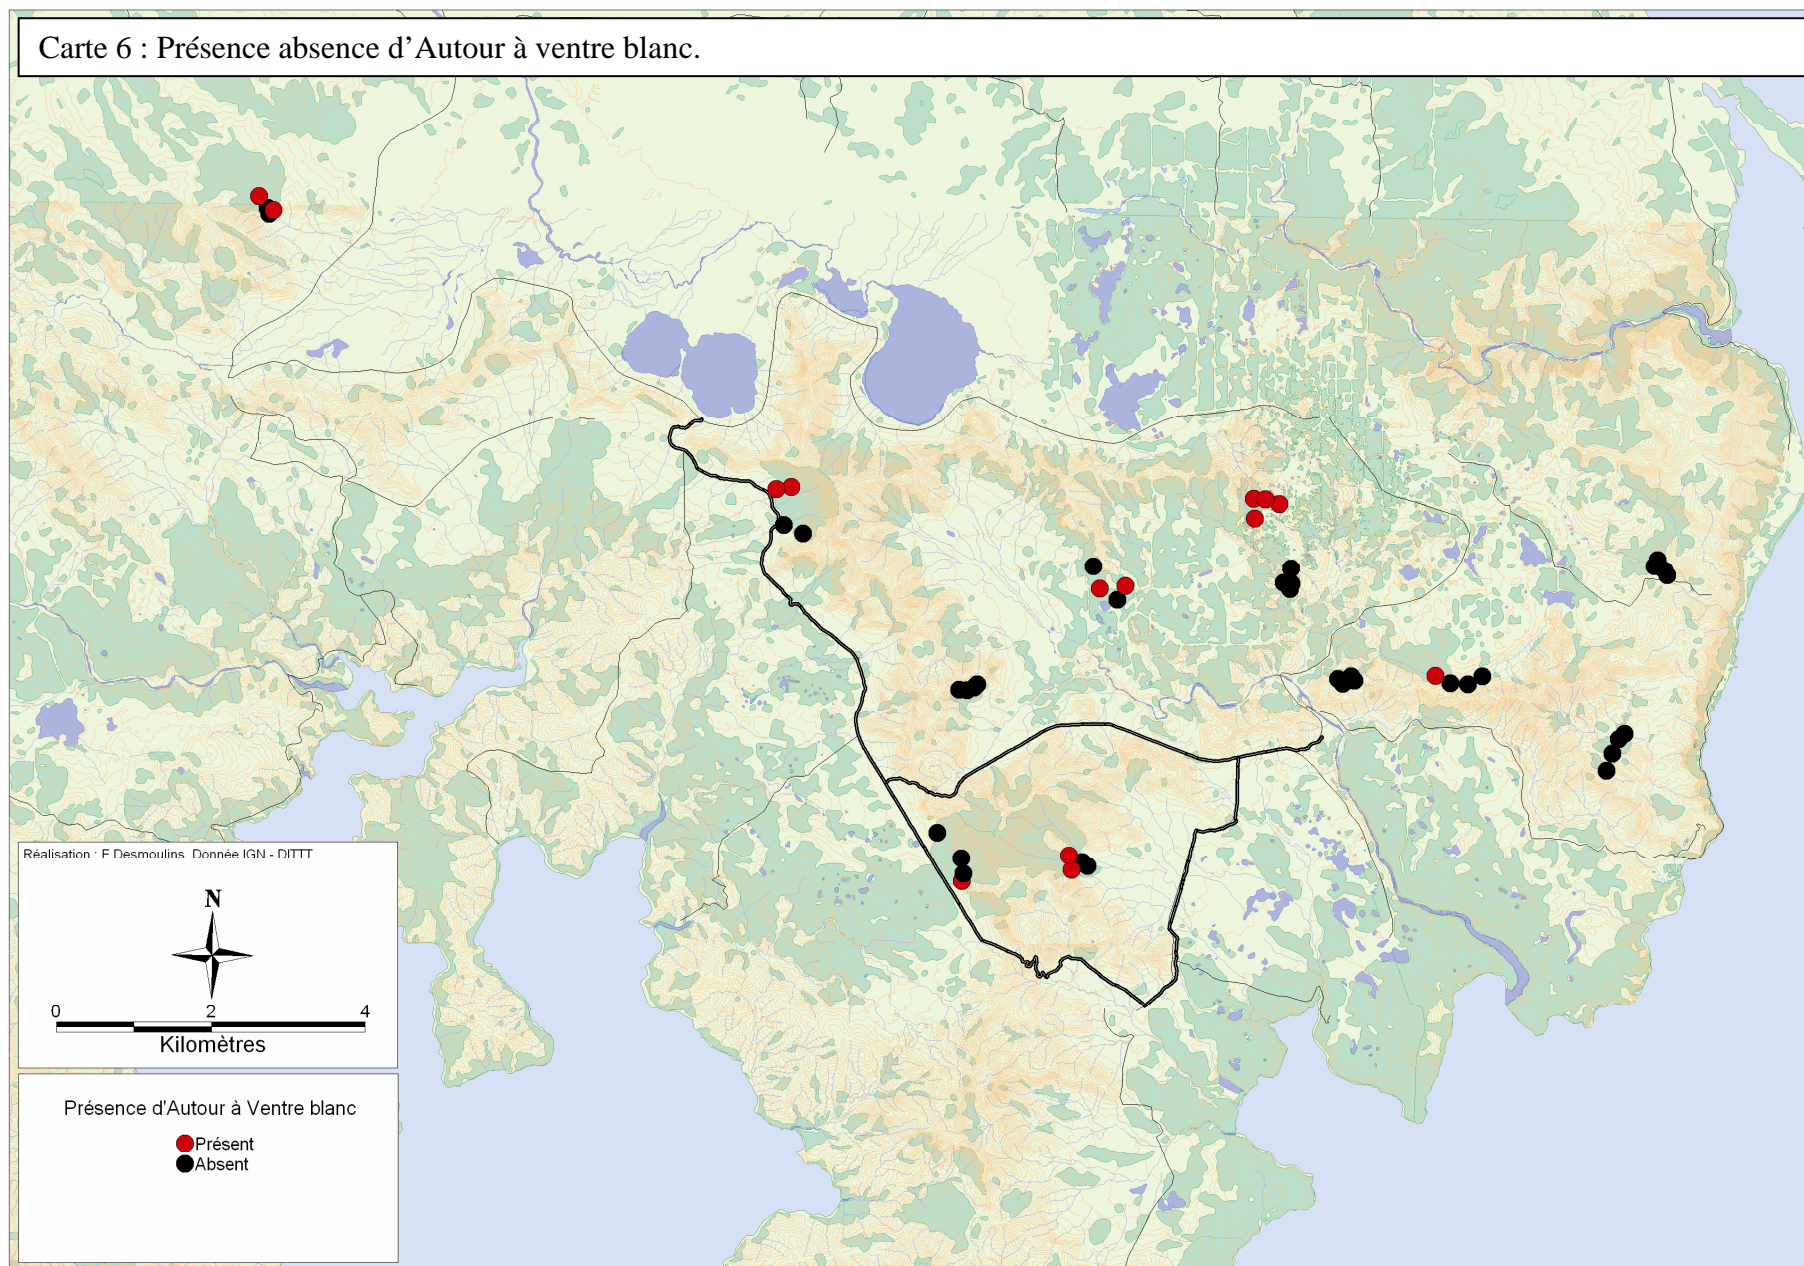 Carte 6 : Présence absence d'Autour à ventre blanc.
Réalisation : F Desmoulins  Donnée IGN - DITTT
N
0 2 4
Kilomètres
Présence d'Autour à Ventre blanc
Présent
Absent